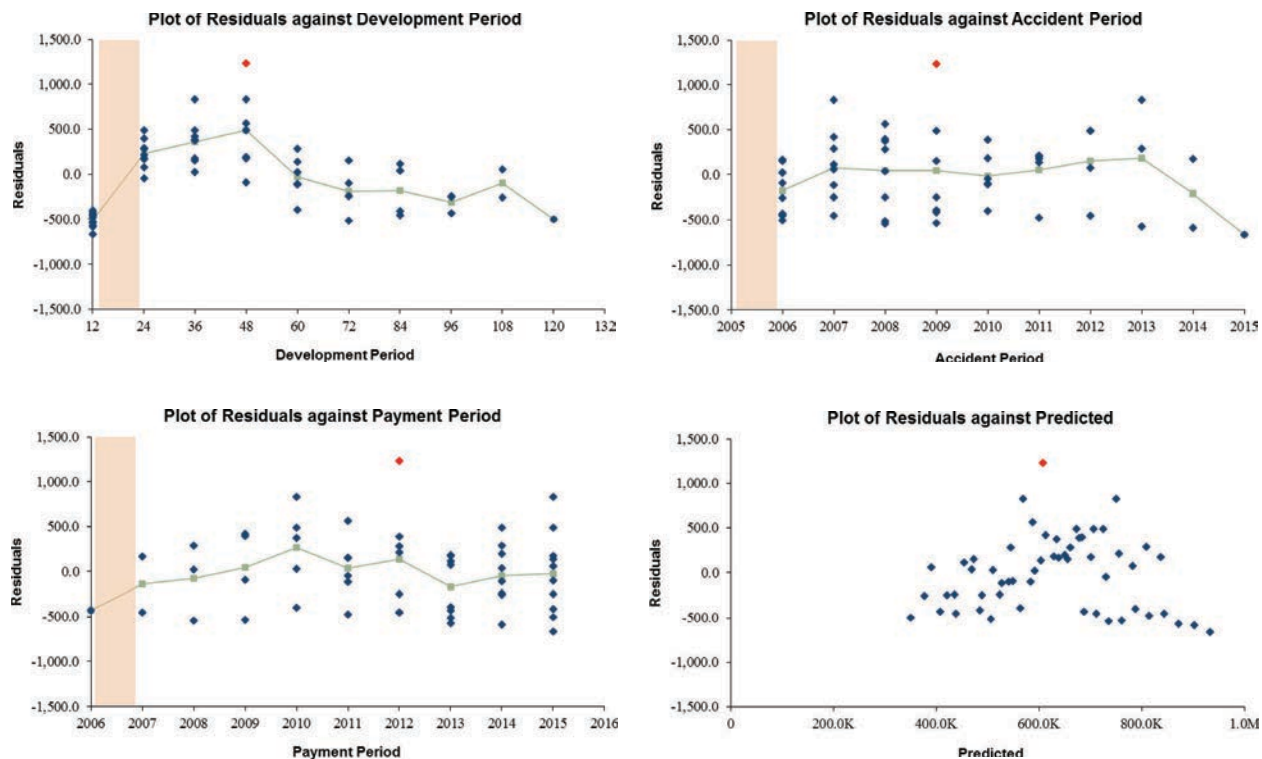 Plot of Residuals against Development Period
1,500.0
1,000.0
500.0
0.0
-500.0
-1,000.0
-1,500.0
Residuals
12 24 36 48 60 72 84 96 108 120 132
Development Period
Plot of Residuals against Accident Period
1,500.0
1,000.0
500.0
0.0
-500.0
-1,000.0
-1,500.0
Residuals
2005 2006 2007 2008 2009 2010 2011 2012 2013 2014 2015
Accident Period
Plot of Residuals against Payment Period
1,500.0
1,000.0
500.0
0.0
-500.0
-1,000.0
-1,500.0
Residuals
2006 2007 2008 2009 2010 2011 2012 2013 2014 2015 2016
Payment Period
Plot of Residuals against Predicted
1,500.0
1,000.0
500.0
0.0
-500.0
-1,000.0
-1,500.0
Residuals
0 200.0K 400.0K 600.0K 800.0K 1.0M
Predicted